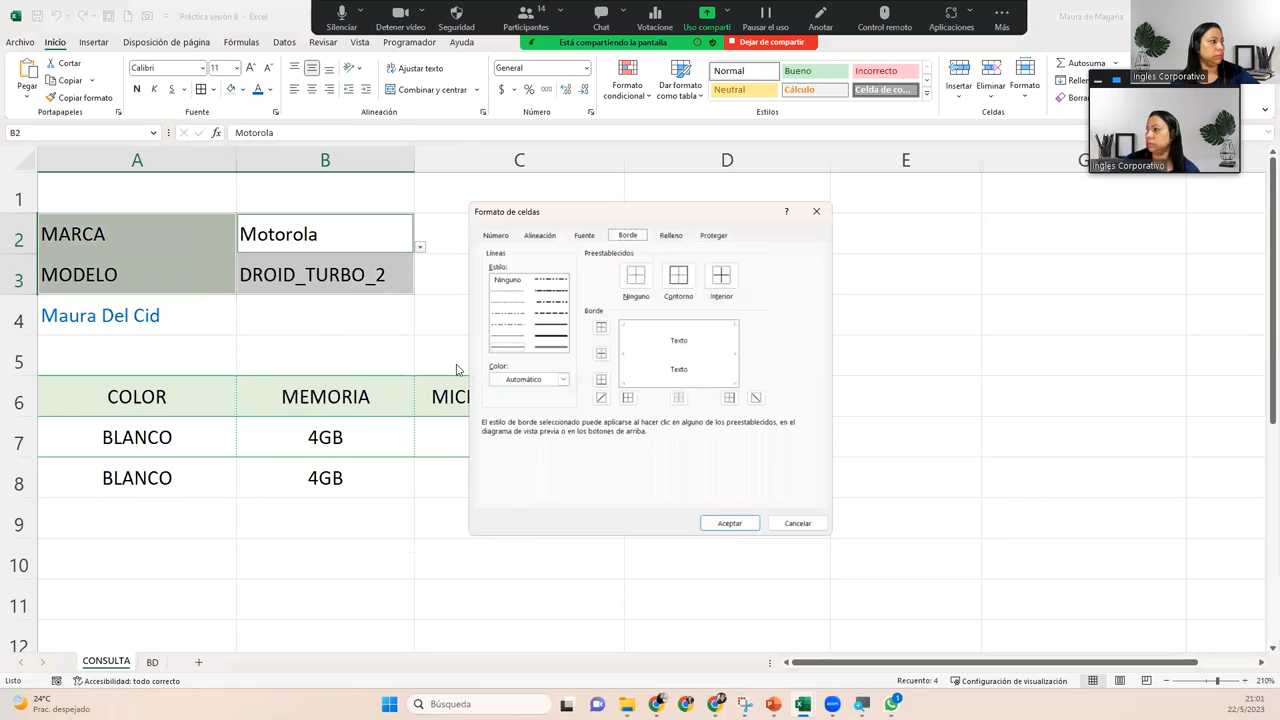 Práctica sesión 6 - Excel
Silenciar
Detener video
Seguridad
Participantes
14
Chat
Votacione
Uso comparti
Pausar el uso
Anotar
Control remoto
Aplicaciones
Más
Maura de Magaña
Está compartiendo la pantalla
Dejar de compartir
Inicio
Insertar
Disposición de página
Fórmulas
Datos
Revisar
Vista
Programador
Ayuda
Pegar
Cortar
Copiar
Copiar formato
Portapapeles
Calibri
11
N
K
S
Fuente
Ajustar texto
Combinar y centrar
Alineación
General
$
%
000
Número
Formato
condicional
Dar formato
como tabla
Normal
Bueno
Incorrecto
Neutral
Cálculo
Celda de co...
Estilos
Insertar
Eliminar
Formato
Celdas
Autosuma
Rellen
Borra
Ingles Corporativo
Ingles Corporativo
B2
fx
Motorola
A
B
C
D
E
G
1
2
MARCA
Motorola
3
MODELO
DROID_TURBO_2
4
Maura Del Cid
5
6
COLOR
MEMORIA
MIC
7
BLANCO
4GB
8
BLANCO
4GB
9
10
11
12
Formato de celdas
?
Número
Alineación
Fuente
Borde
Relleno
Proteger
Líneas
Estilo:
Ninguno
Color:
Automático
Preestablecidos
Ninguno
Contorno
Interior
Borde
Texto
Texto
El estilo de borde seleccionado puede aplicarse al hacer clic en alguno de los preestablecidos, en el
diagrama de vista previa o en los botones de arriba.
Aceptar
Cancelar
CONSULTA
BD
Listo
Accesibilidad: todo correcto
Recuento: 4
Configuración de visualización
210%
24°C
Prac. despejado
Búsqueda
zoom
1
21:01
22/5/2023